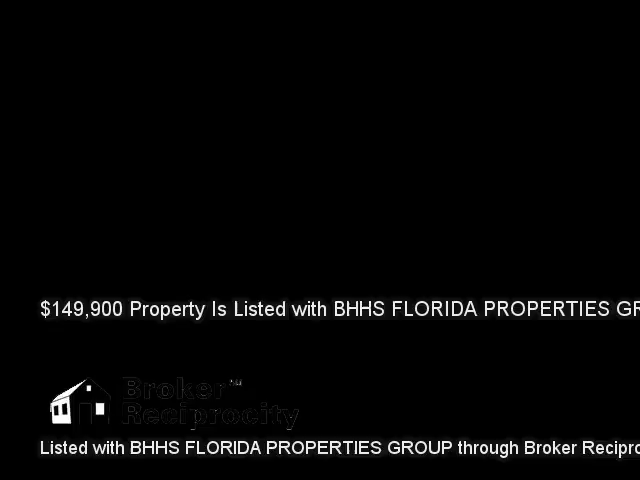 $149,900 Property Is Listed with BHHS FLORIDA PROPERTIES GR
Broker™
Reciprocity
Listed with BHHS FLORIDA PROPERTIES GROUP through Broker Recipro